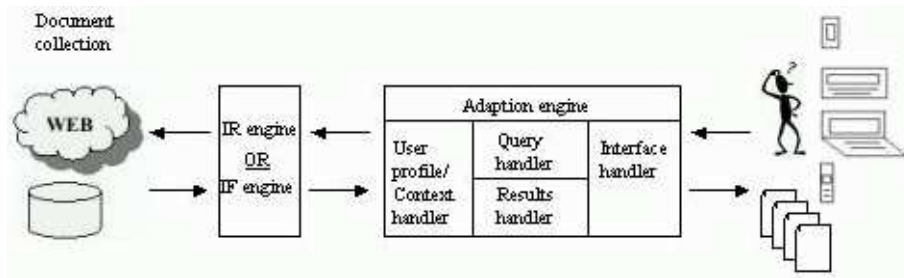 Document
collection
WEB
IR engine
OR
IF engine
Adaption engine
User
profile/
Context
handler
Query
handler
Results
handler
Interface
handler
?